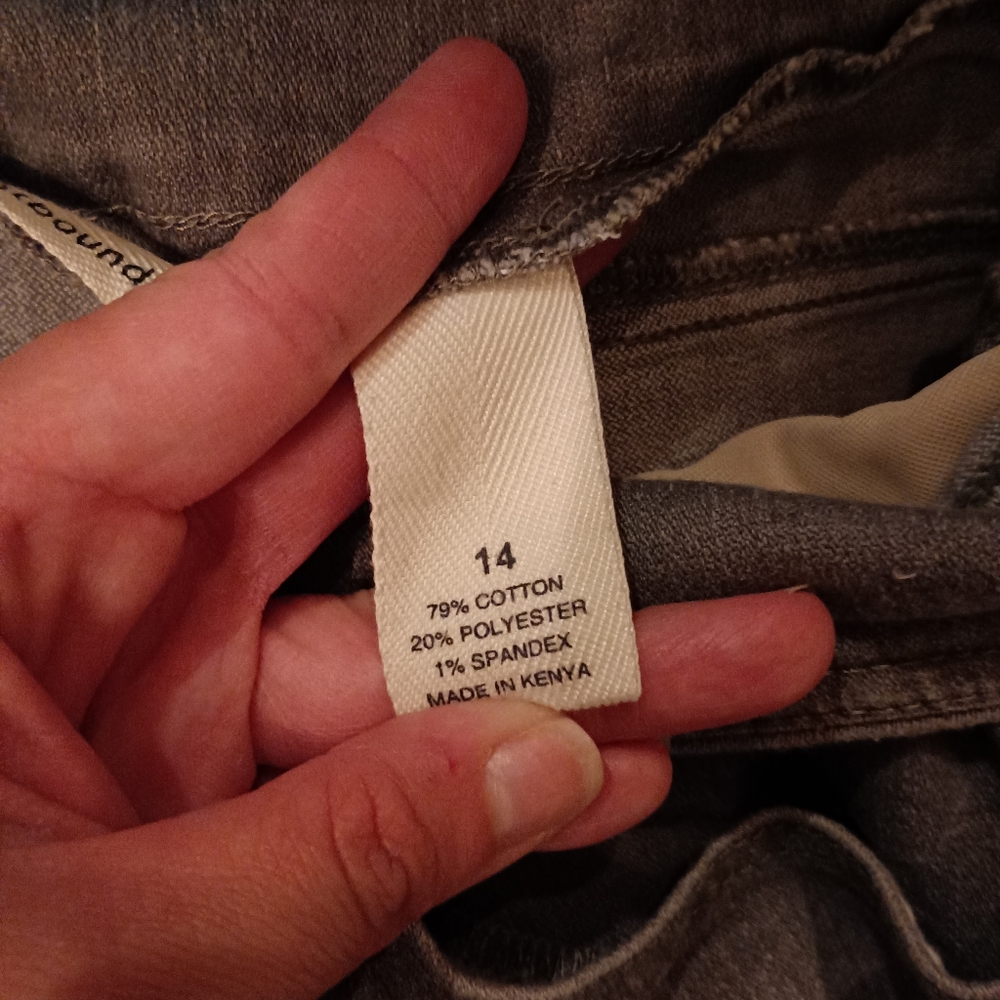 14
79% COTTON
20% POLYESTER
1% SPANDEX
MADE IN KENYA